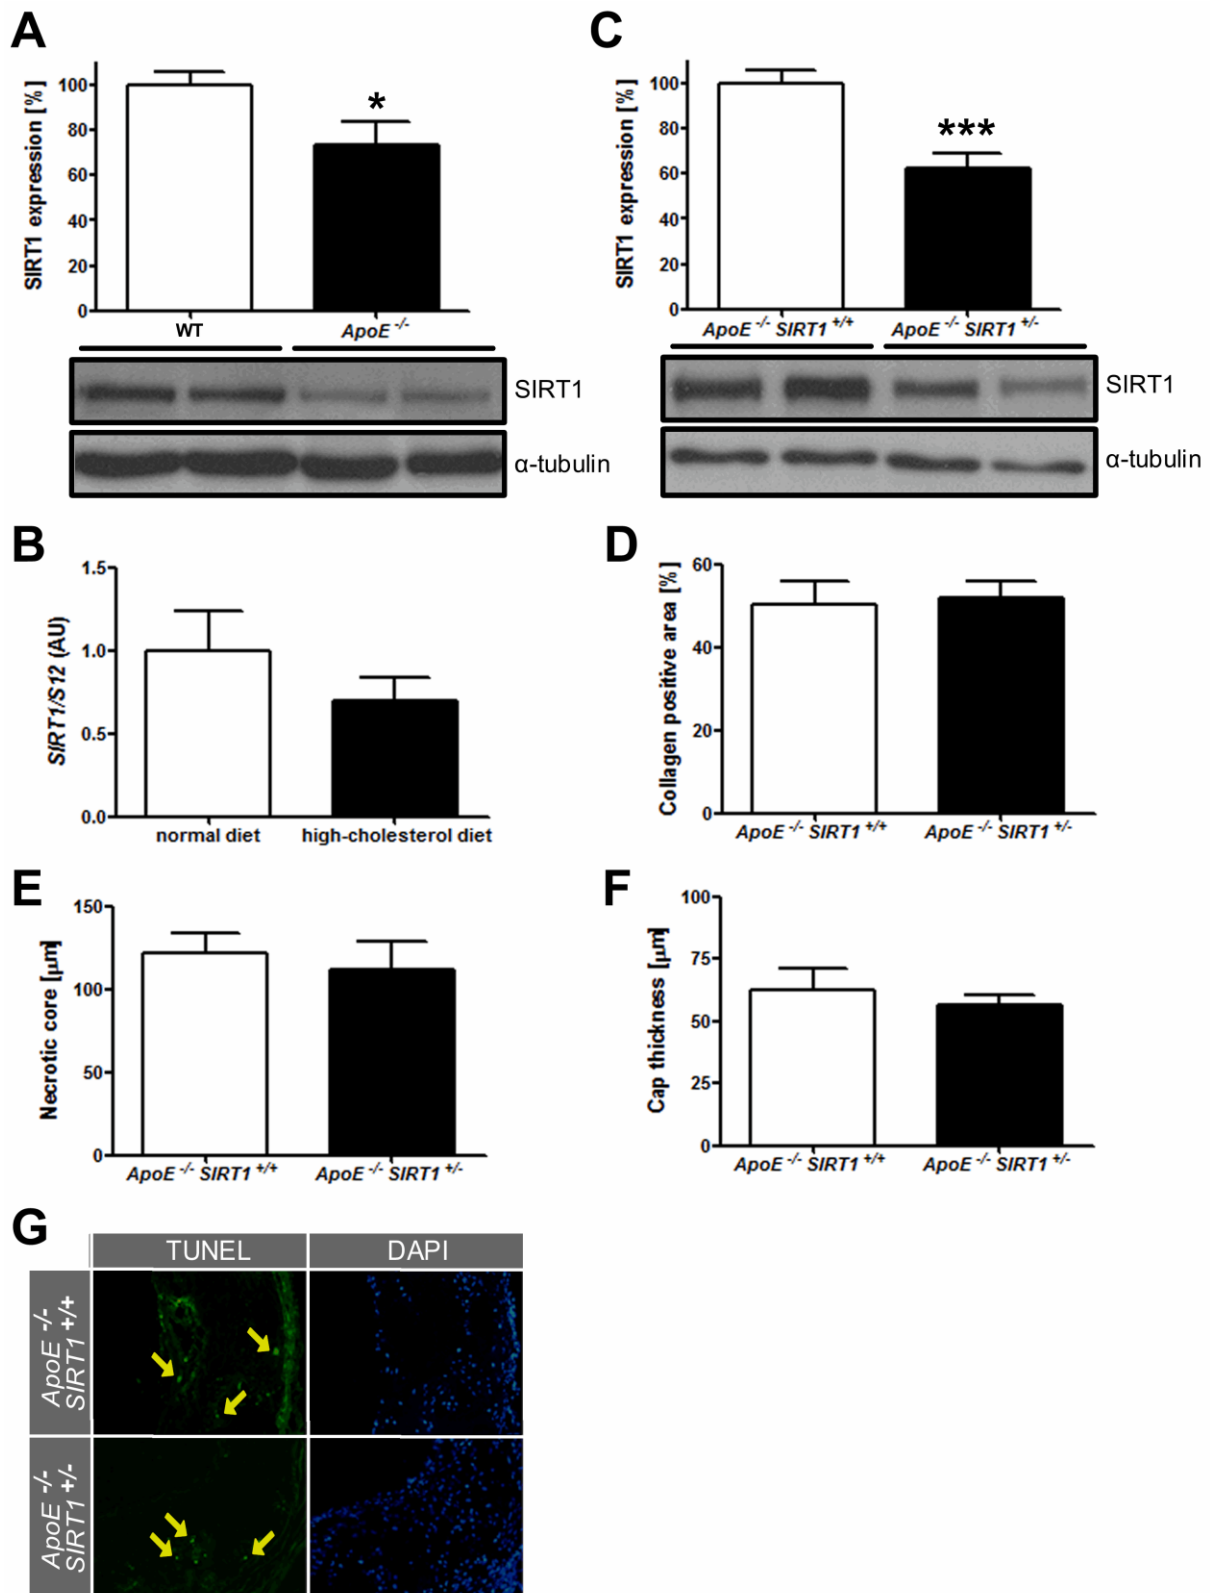 A
SIRT1 expression [%]
100
80
60
40
20
0
*
WT
ApoE -/-
SIRT1
α-tubulin
C
SIRT1 expression [%]
100
80
60
40
20
0
***
ApoE -/- SIRT1 +/+
ApoE -/- SIRT1 +/-
SIRT1
α-tubulin
B
SIRT1/S12 (AU)
1.5
1.0
0.5
0.0
normal diet
high-cholesterol diet
D
Collagen positive area [%]
60
40
20
0
ApoE -/- SIRT1 +/+
ApoE -/- SIRT1 +/-
E
Necrotic core [μm]
150
100
50
0
ApoE -/- SIRT1 +/+
ApoE -/- SIRT1 +/-
F
Cap thickness [μm]
100
75
50
25
0
ApoE -/- SIRT1 +/+
ApoE -/- SIRT1 +/-
G
TUNEL
DAPI
ApoE -/-
SIRT1 +/+
ApoE -/-
SIRT1 +/-